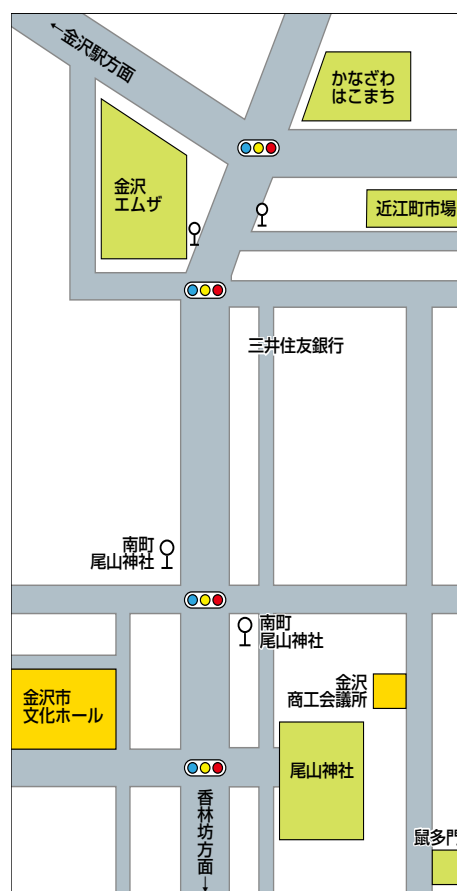 ←金沢駅方面
かなざわ
はこまち
金沢
エムザ
近江町市場
三井住友銀行
南町
尾山神社
南町
尾山神社
金沢
商工会議所
金沢市
文化ホール
尾山神社
香林坊方面→
鼠多門